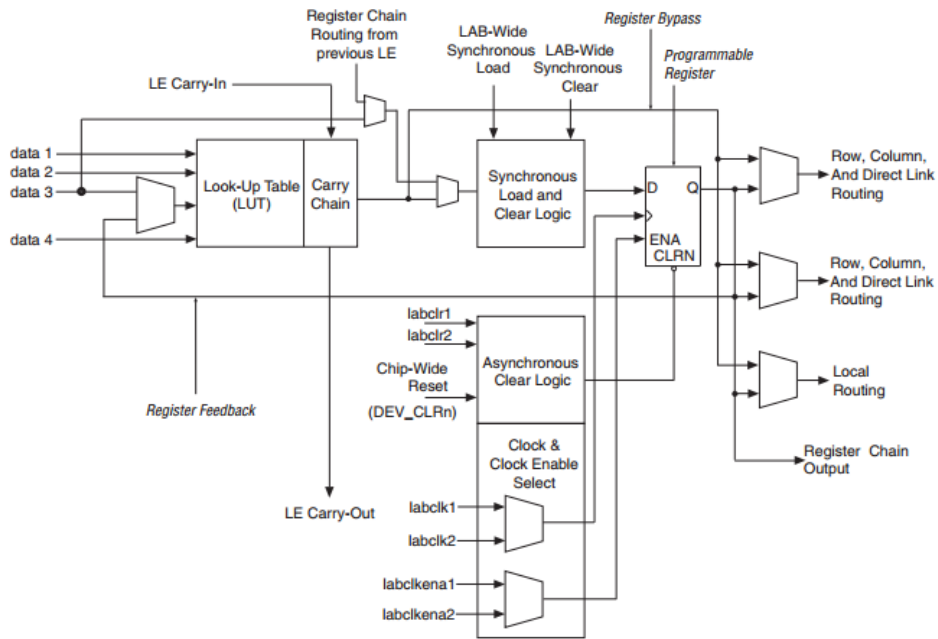 Register Chain
Routing from
previous LE
LAB-Wide
Synchronous
Load
LAB-Wide
Synchronous
Clear
Register Bypass
Programmable
Register
LE Carry-In
data 1
data 2
data 3
data 4
Look-Up Table
(LUT)
Carry
Chain
Synchronous
Load and
Clear Logic
D Q
ENA
CLRN
Row, Column,
And Direct Link
Routing
Row, Column,
And Direct Link
Routing
Local
Routing
Register Chain
Output
Register Feedback
labclr1
labclr2
Chip-Wide
Reset
(DEV_CLRn)
Asynchronous
Clear Logic
Clock &
Clock Enable
Select
LE Carry-Out
labclk1
labclk2
labclkena1
labclkena2